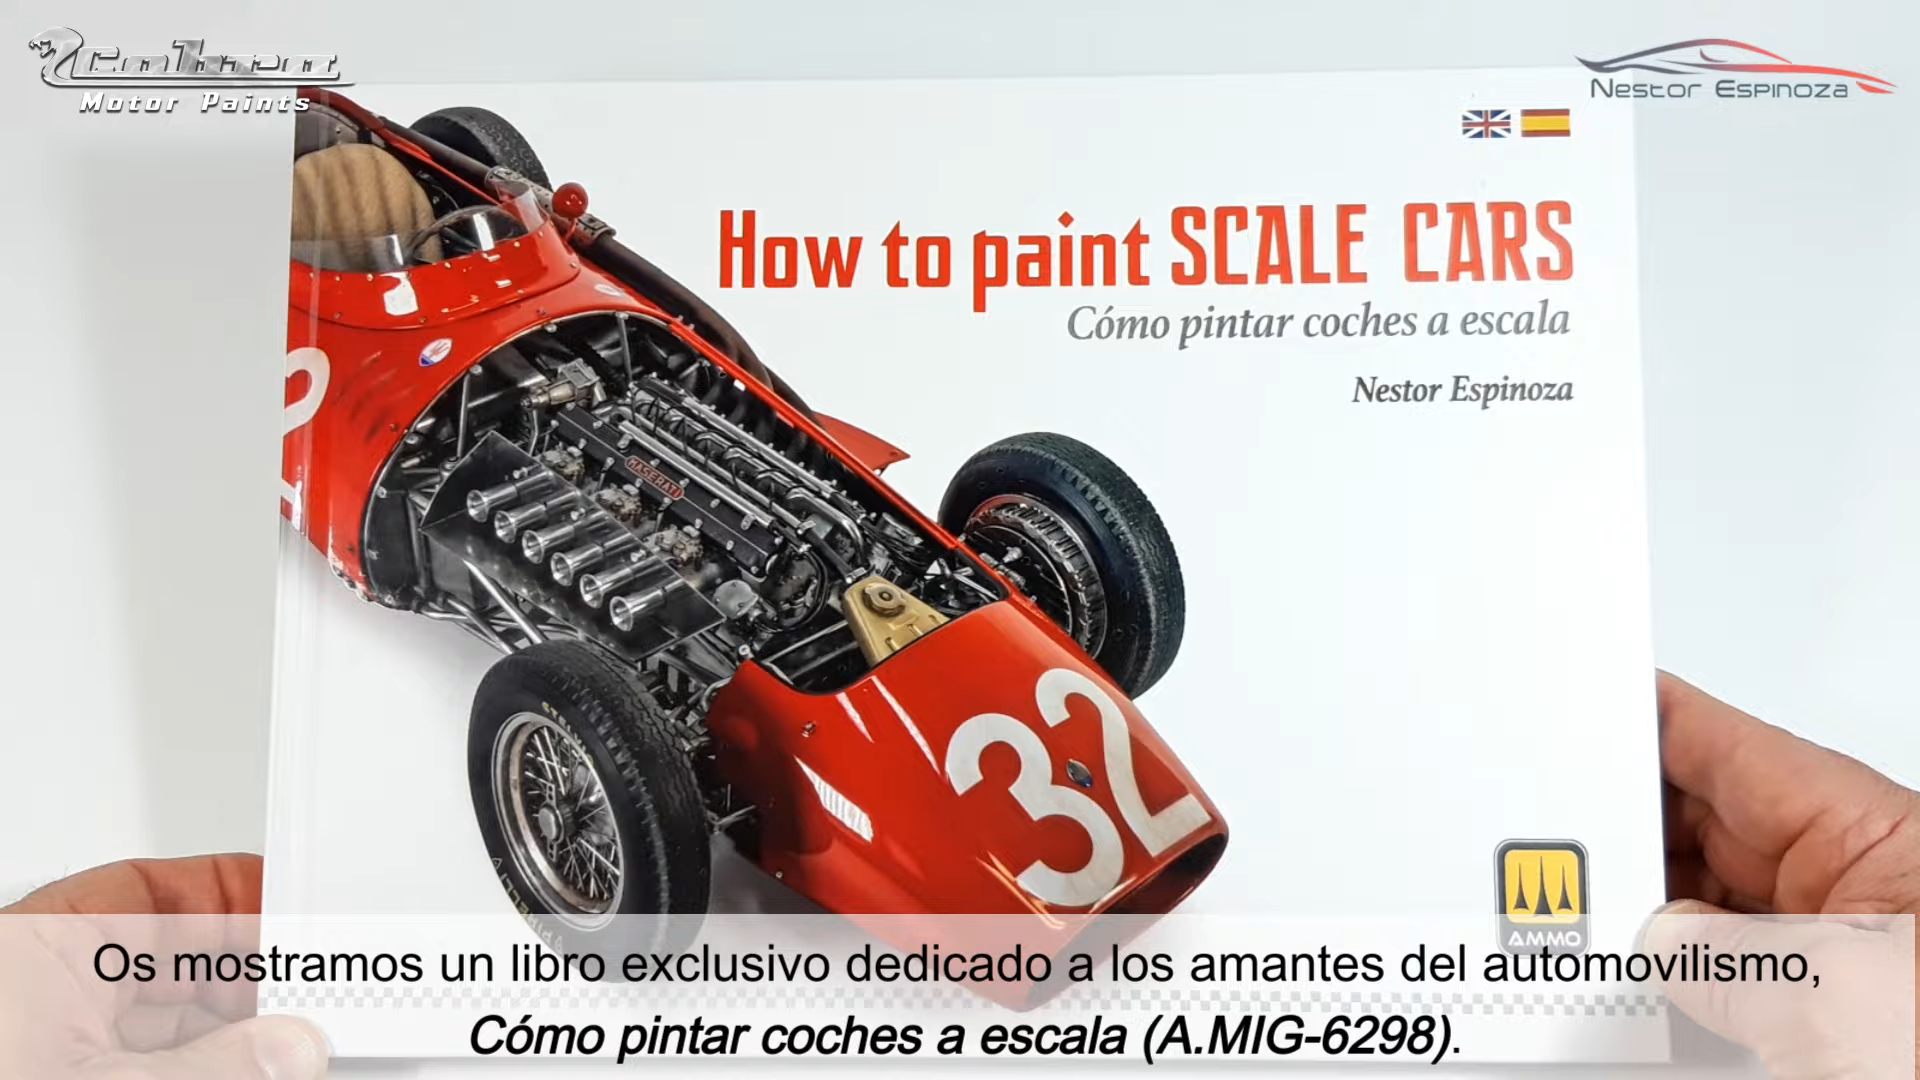 Cobra
Motor Paints
Nestor Espinoza
How to paint SCALE CARS
Cómo pintar coches a escala
Nestor Espinoza
MASERATI
32
PIRELLI
AMMO
Os mostramos un libro exclusivo dedicado a los amantes del automovilismo,
Cómo pintar coches a escala (A.MIG-6298).